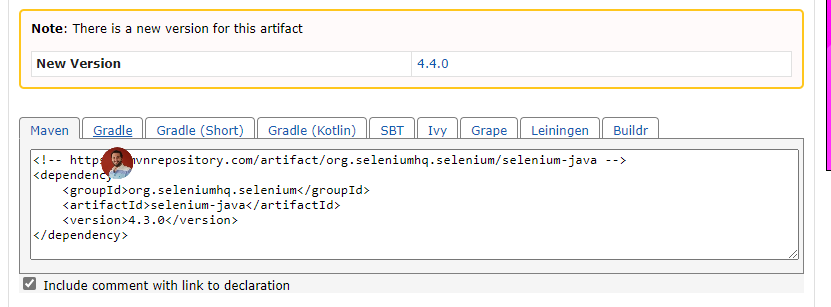 Note: There is a new version for this artifact
New Version 4.4.0
Maven Gradle Gradle (Short) Gradle (Kotlin) SBT Ivy Grape Leiningen Buildr
<!-- http vnrepository.com/artifact/org.seleniumhq.selenium/selenium-java -->
<dependency
<groupId>org.seleniumhq.selenium</groupId>
<artifactId>selenium-java</artifactId>
<version>4.3.0</version>
</dependency>
Include comment with link to declaration